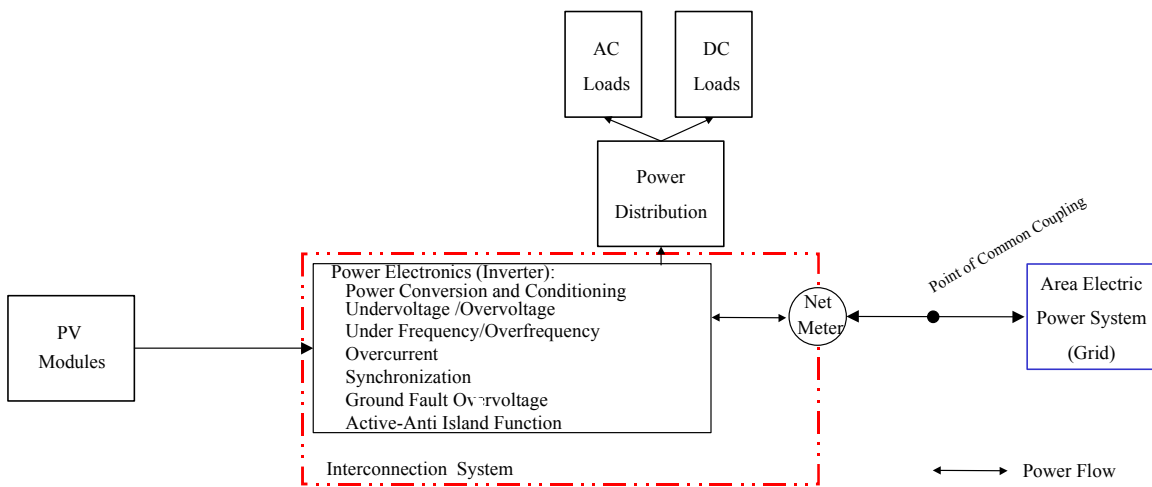 AC
Loads
DC
Loads
Power
Distribution
Point of Common Coupling
Power Electronics (Inverter):
Power Conversion and Conditioning
Undervoltage /Overvoltage
Under Frequency/Overfrequency
Overcurrent
Synchronization
Ground Fault Overvoltage
Active-Anti Island Function
Interconnection System
PV
Modules
Net
Meter
Area Electric
Power System
(Grid)
Power Flow